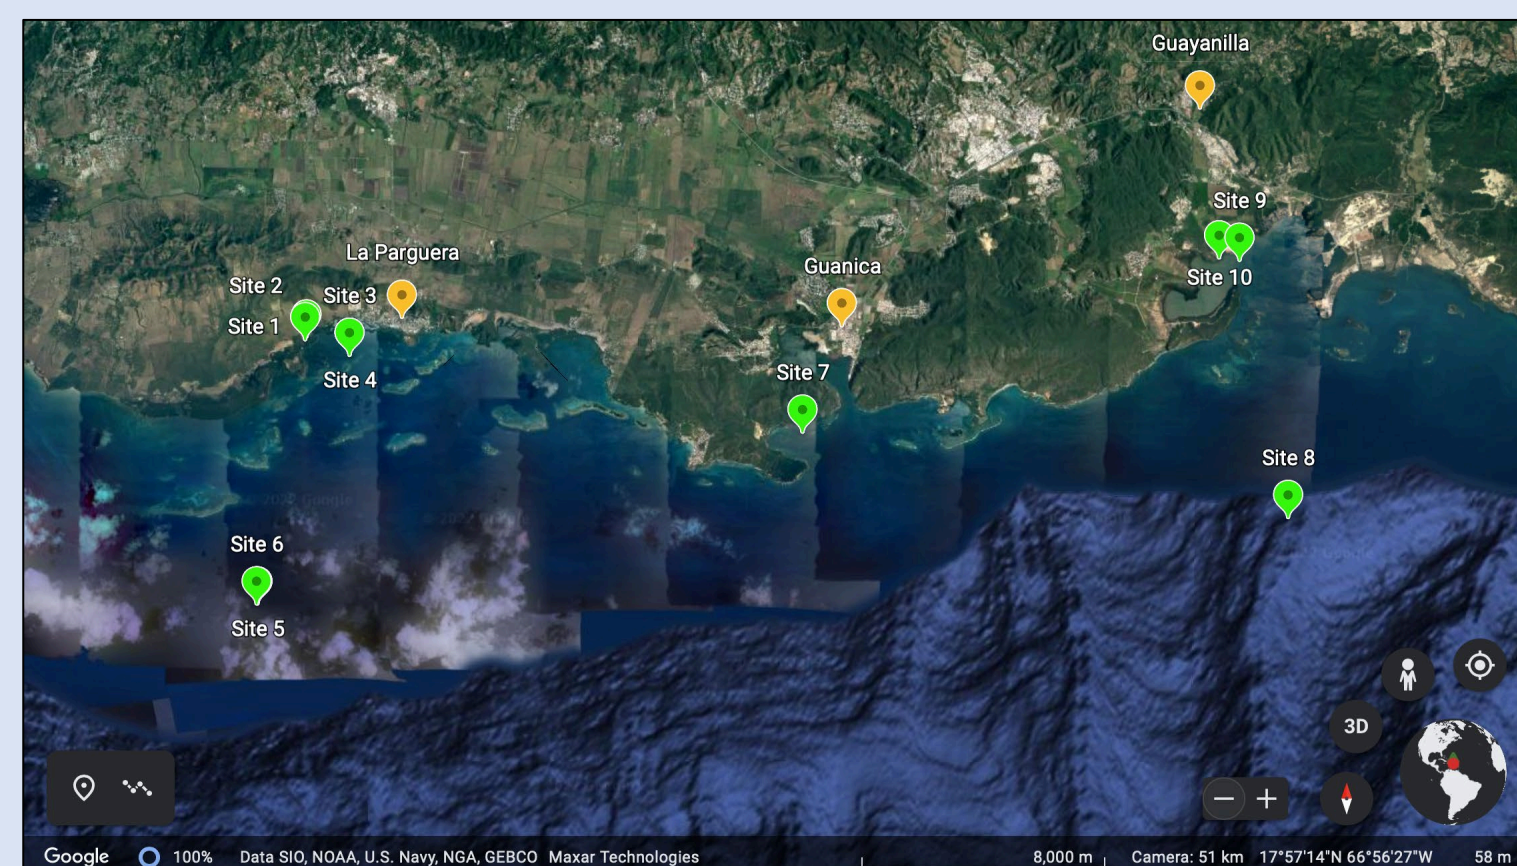 Guayanilla
Site 9
La Parguera
Guanica
Site 2
Site 3
Site 10
Site 1
Site 4
Site 7
Site 8
Site 6
Site 5
3D
Google 100% Data SIO, NOAA, U.S. Navy, NGA, GEBCO Maxar Technologies 8,000 m Camera: 51 km 17°57'14"N 66°56'27"W 58 m